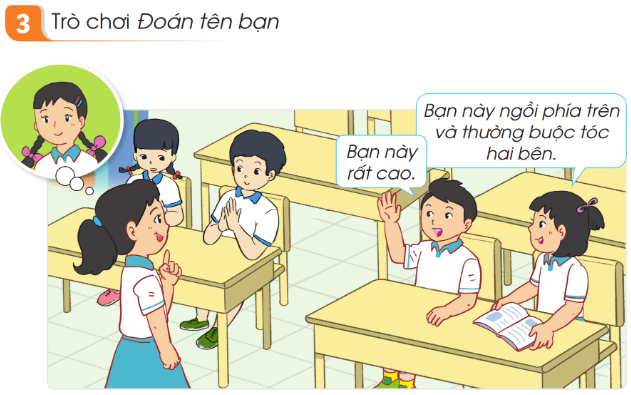 3 Trò chơi Đoán tên bạn
Bạn này
rất cao.
Bạn này ngồi phía trên
và thường buộc tóc
hai bên.